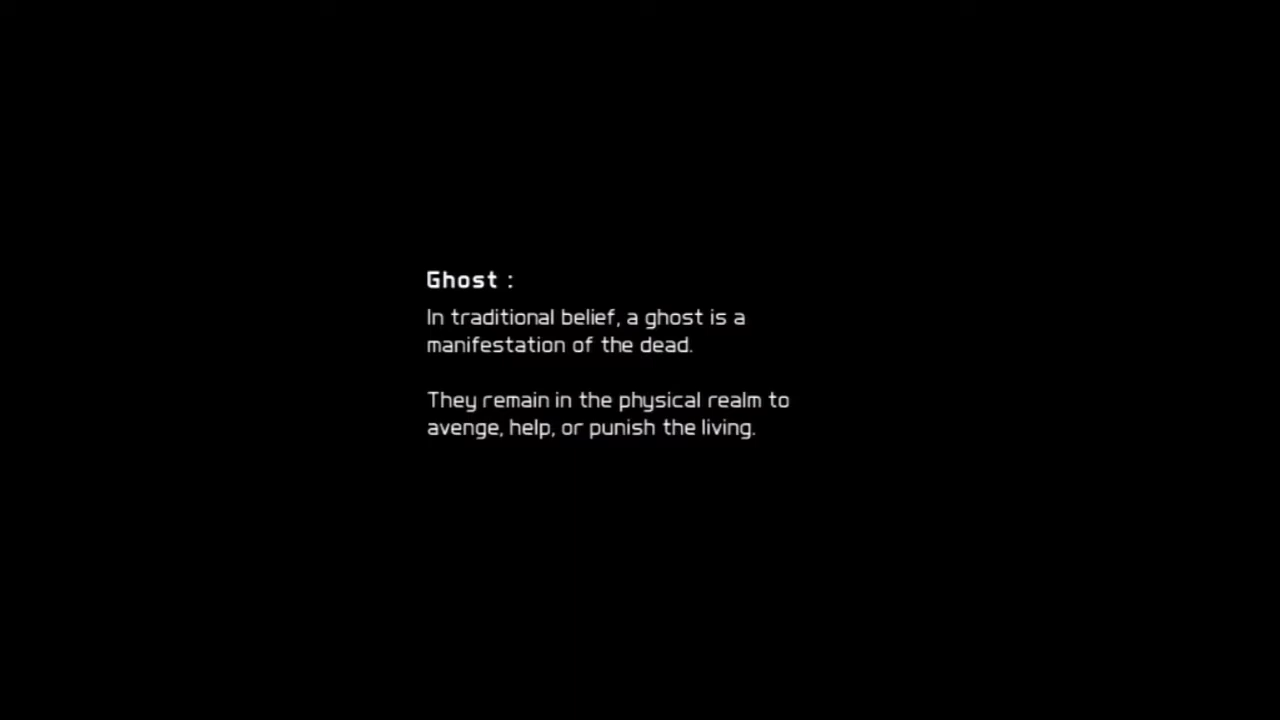 Ghost :
In traditional belief, a ghost is a
manifestation of the dead.
They remain in the physical realm to
avenge, help, or punish the living.